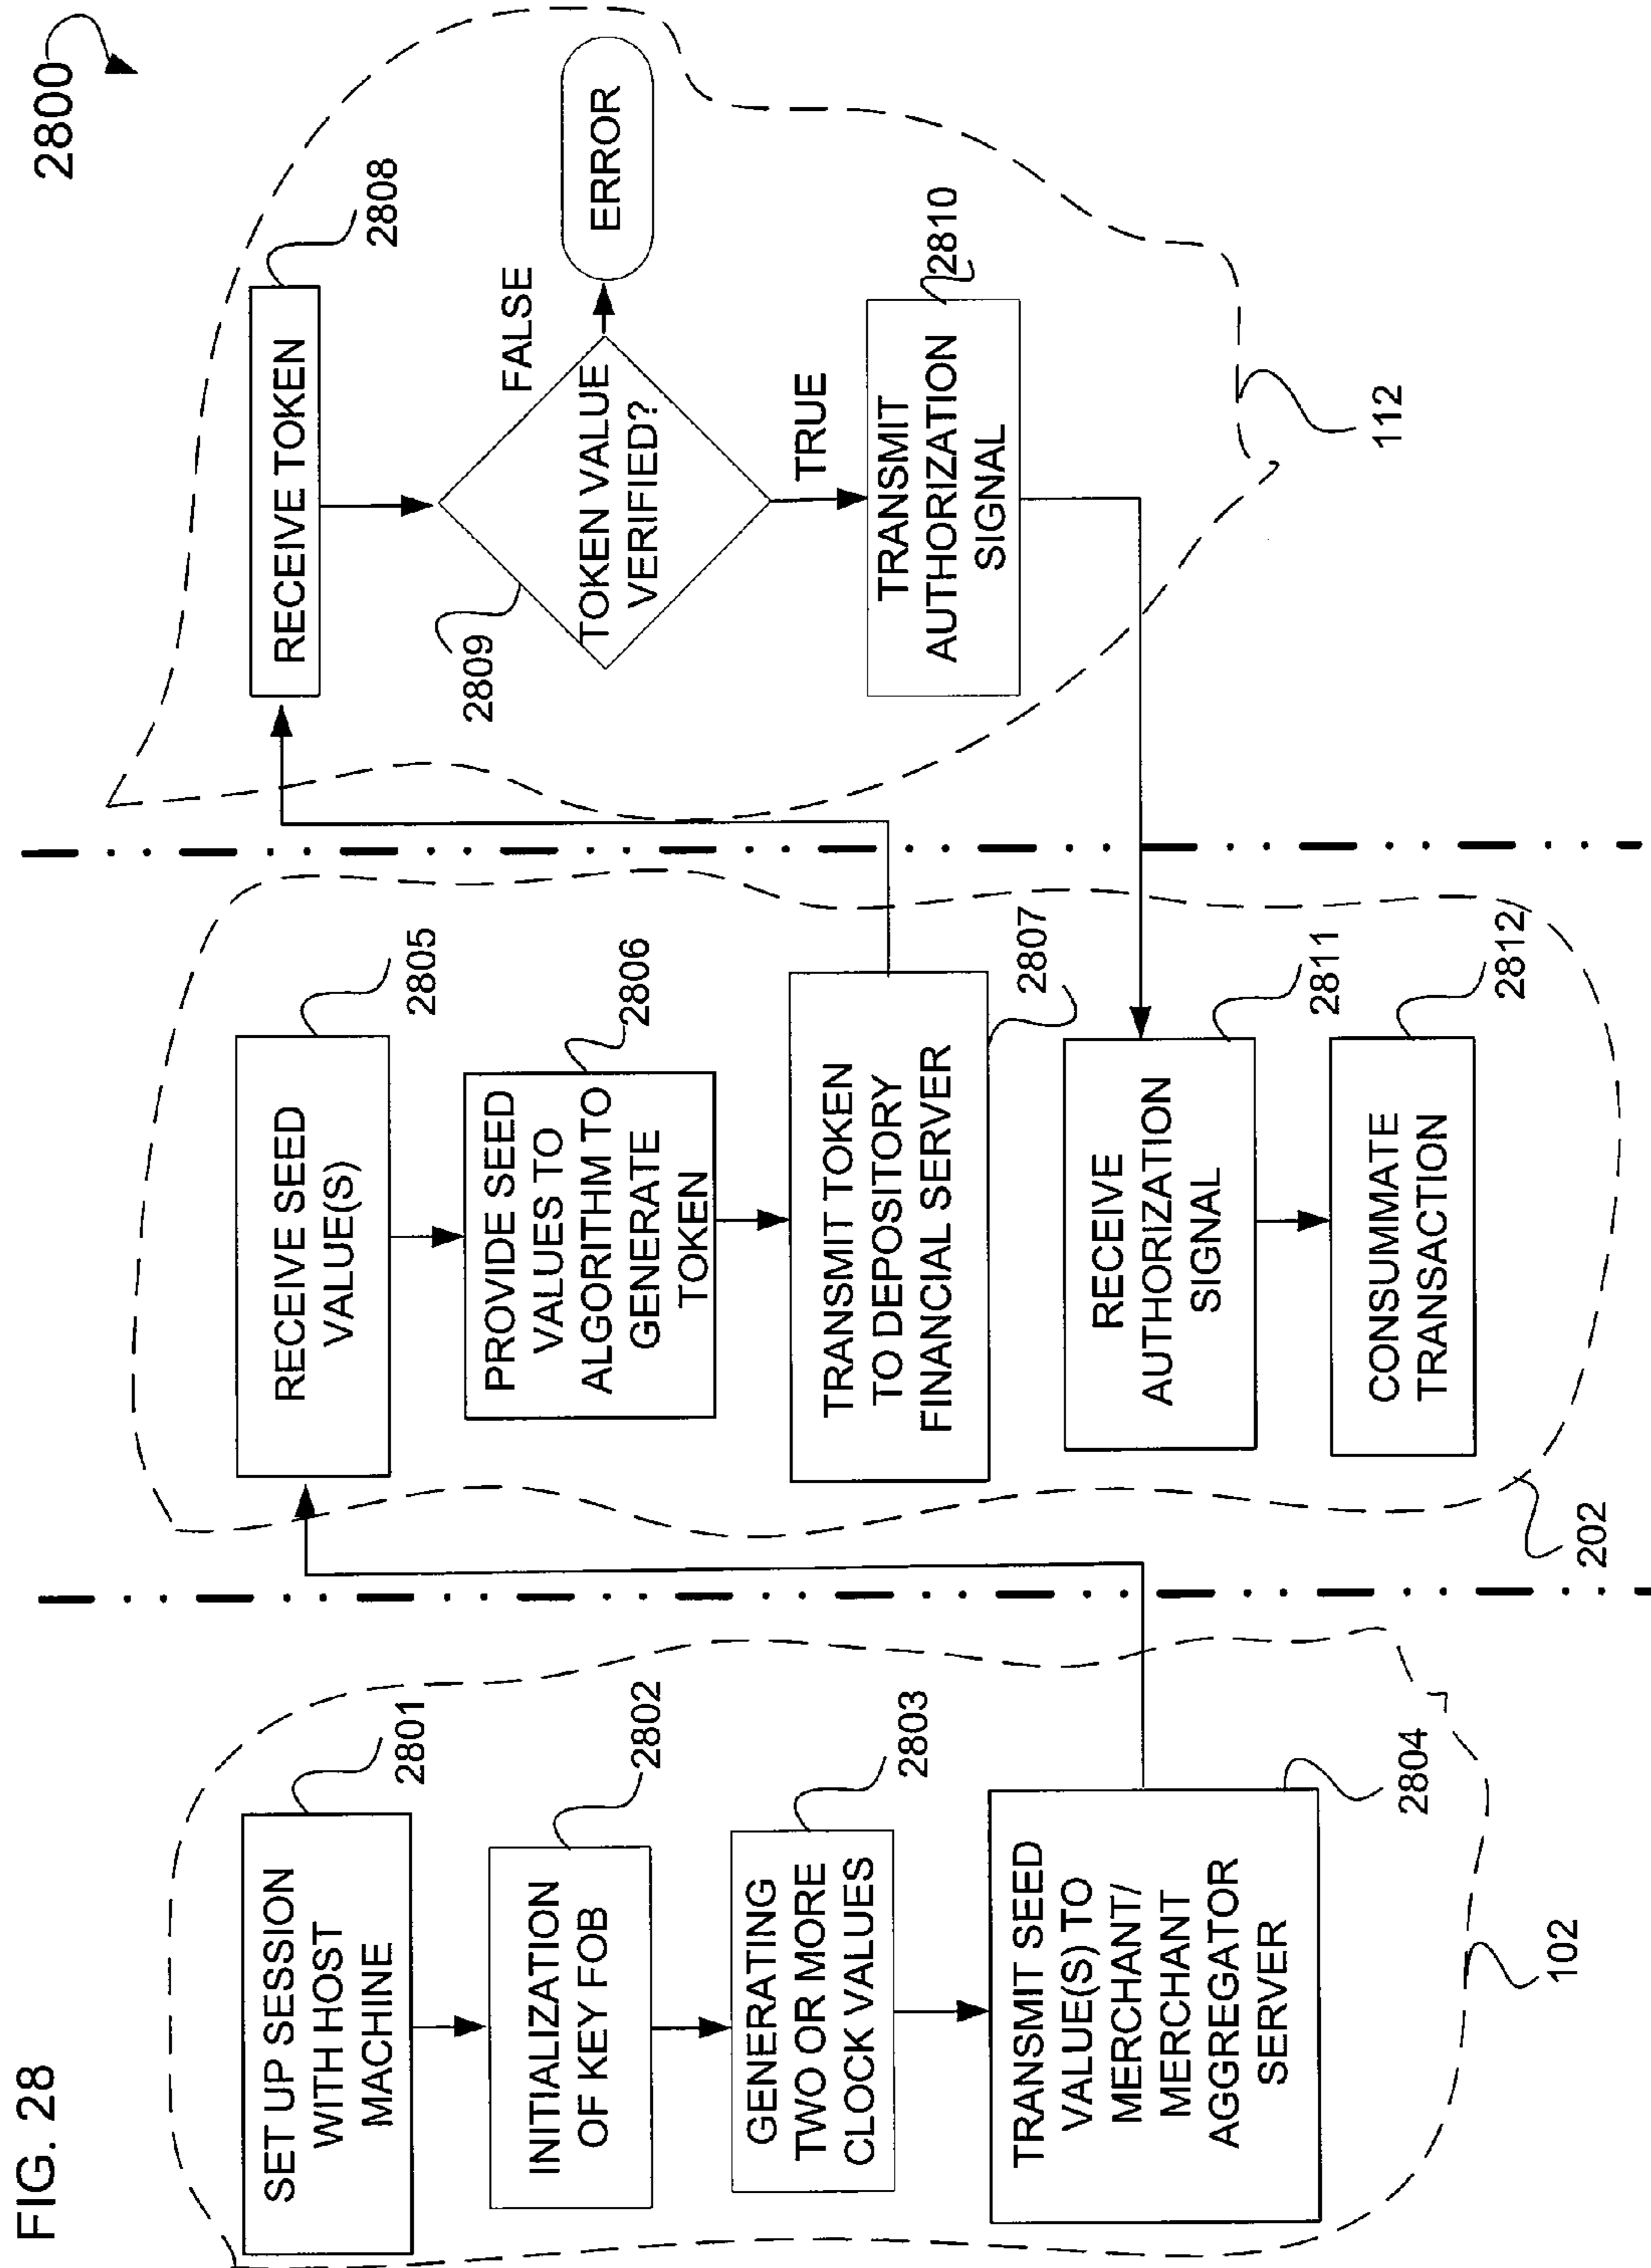 FIG. 28
2800
SET UP SESSION
WITH HOST
MACHINE
2801
INITIALIZATION
OF KEY FOB
2802
GENERATING
TWO OR MORE
CLOCK VALUES
2803
TRANSMIT SEED
VALUE(S) TO
MERCHANT/
MERCHANT
AGGREGATOR
SERVER
2804
102
RECEIVE SEED
VALUE(S)
2805
PROVIDE SEED
VALUES TO
ALGORITHM TO
GENERATE
TOKEN
2806
TRANSMIT TOKEN
TO DEPOSITORY
FINANCIAL SERVER
2807
RECEIVE
AUTHORIZATION
SIGNAL
2811
CONSUMMATE
TRANSACTION
2812
202
RECEIVE TOKEN
2808
TOKEN VALUE
VERIFIED?
2809
FALSE
ERROR
TRUE
TRANSMIT
AUTHORIZATION
SIGNAL
2810
112